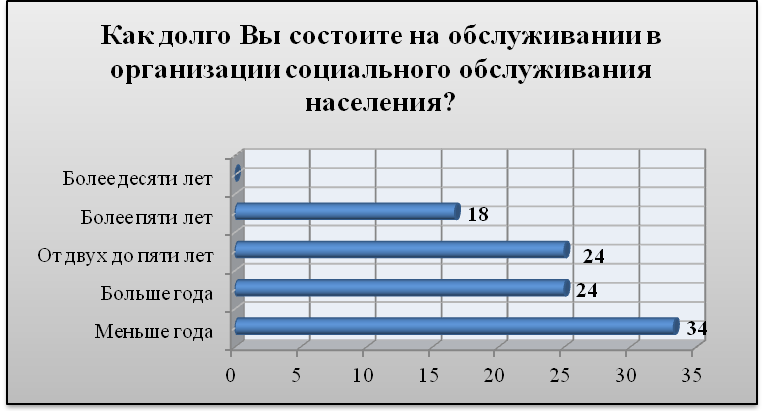 Как долго Вы состоите на обслуживании в
организации социального обслуживания
населения?
Более десяти лет
Более пяти лет
18
От двух до пяти лет
24
Больше года
24
Меньше года
34
0 5 10 15 20 25 30 35